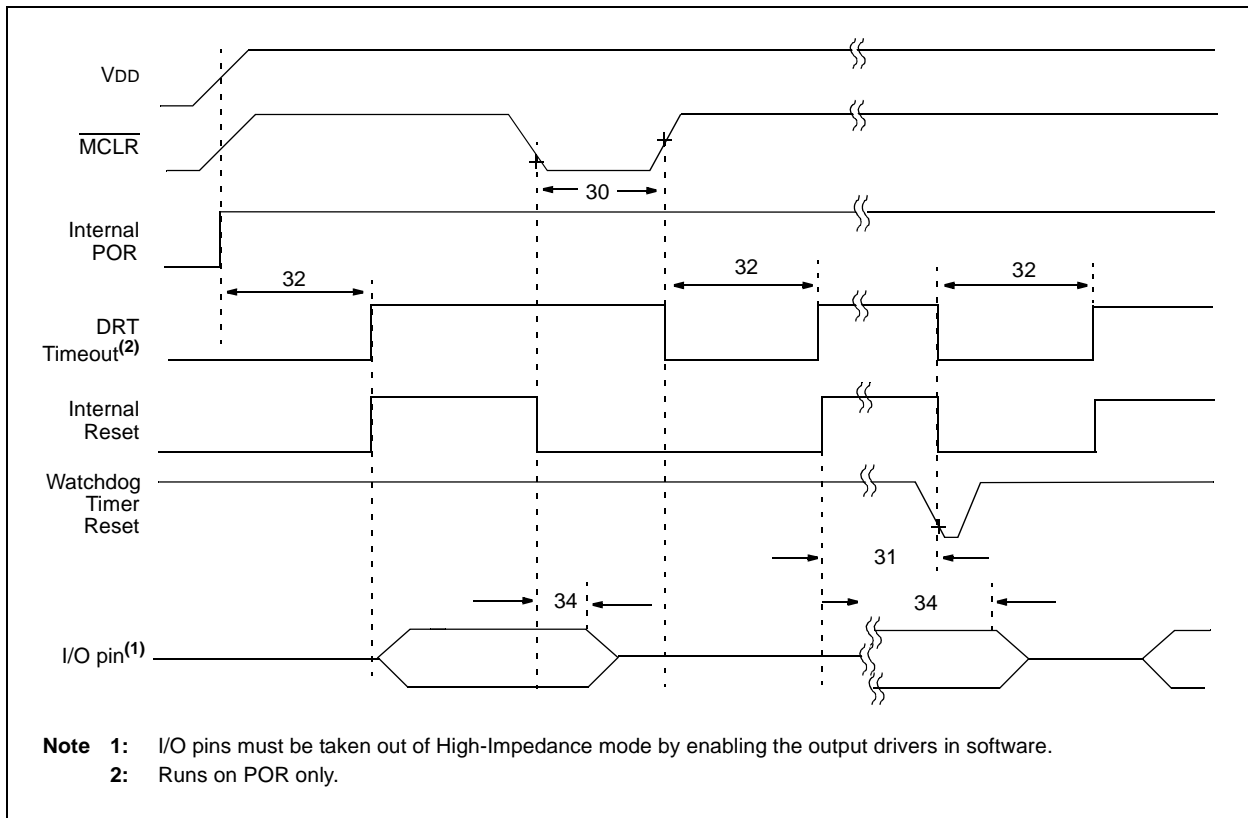 VDD
MCLR
30
Internal
POR
32
32
32
DRT
Timeout(2)
Internal
Reset
Watchdog
Timer
Reset
31
34
34
I/O pin(1)
Note 1: I/O pins must be taken out of High-Impedance mode by enabling the output drivers in software.
2: Runs on POR only.